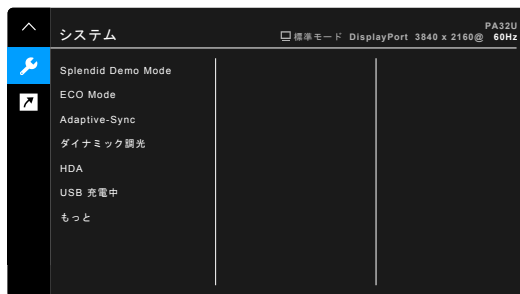 PA32U
システム
標準モード DisplayPort 3840 x 2160@ 60Hz
Splendid Demo Mode
ECO Mode
Adaptive-Sync
ダイナミック調光
HDA
USB 充電中
もっと